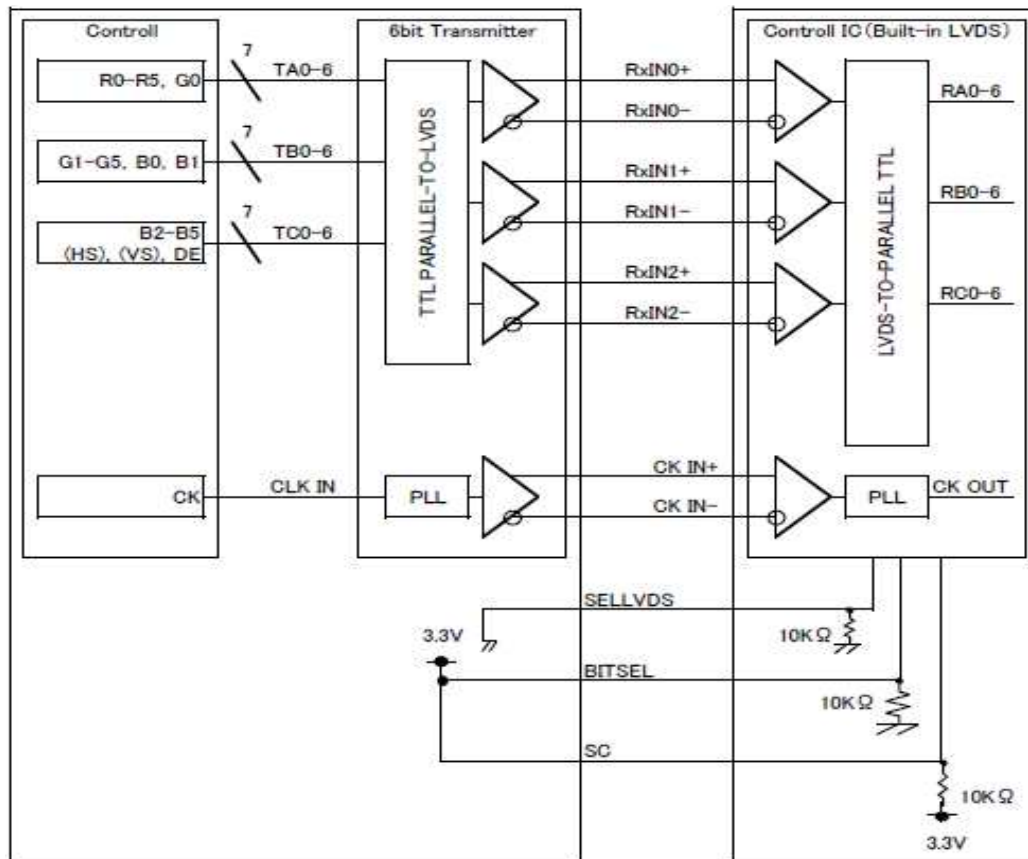 Controll
6bit Transmitter
Controll IC(Built-in LVDS)
7
TA0-6
R0-R5, G0
RxIN0+
RxIN0-
RA0-6
7
TB0-6
G1-G5, B0, B1
RxIN1+
RxIN1-
RB0-6
7
TC0-6
B2-B5
(HS), (VS), DE
RxIN2+
RxIN2-
RC0-6
TTL PARALLEL-TO-LVDS
LVDS-TO-PARALLEL TTL
CK
CLK IN
PLL
CK IN+
CK IN-
PLL
CK OUT
SELLVDS
10KΩ
3.3V
BITSEL
10KΩ
SC
10KΩ
3.3V